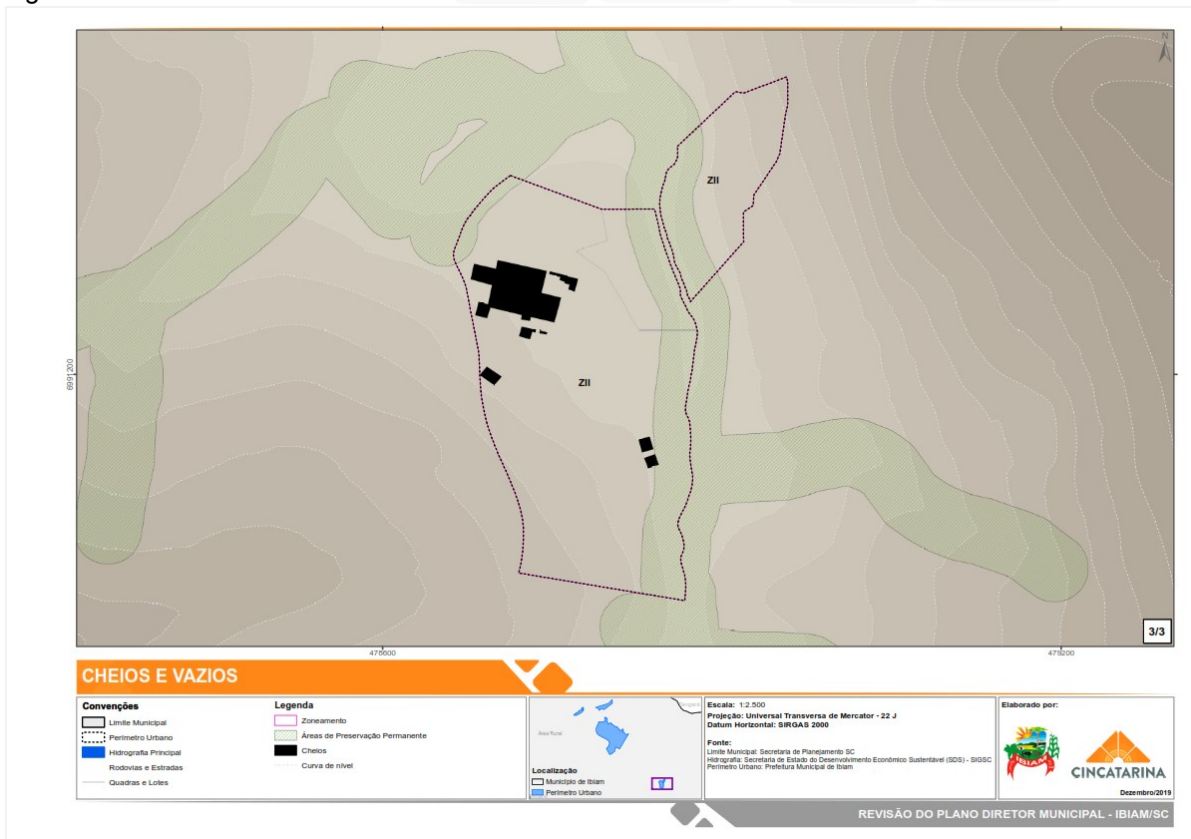 N
ZII
6991200
ZII
3/3
478600
479200
CHEIOS E VAZIOS
Convenções
Limite Municipal
Perímetro Urbano
Hidrografia Principal
Rodovias e Estradas
Quadras e Lotes
Legenda
Zoneamento
Áreas de Preservação Permanente
Cheios
Curva de nível
Área Rural
Localização
Município de Ibiam
Perímetro Urbano
Escala: 1:2.500
Projeção: Universal Transversa de Mercator - 22 J
Datum Horizontal: SIRGAS 2000
Fonte:
Limite Municipal: Secretaria de Planejamento SC
Hidrografia: Secretaria de Estado do Desenvolvimento Econômico Sustentável (SDS) - SIGSC
Perímetro Urbano: Prefeitura Municipal de Ibiam
Elaborado por:
IBIAM
CINCATARINA
Dezembro/2019
REVISÃO DO PLANO DIRETOR MUNICIPAL - IBIAM/SC